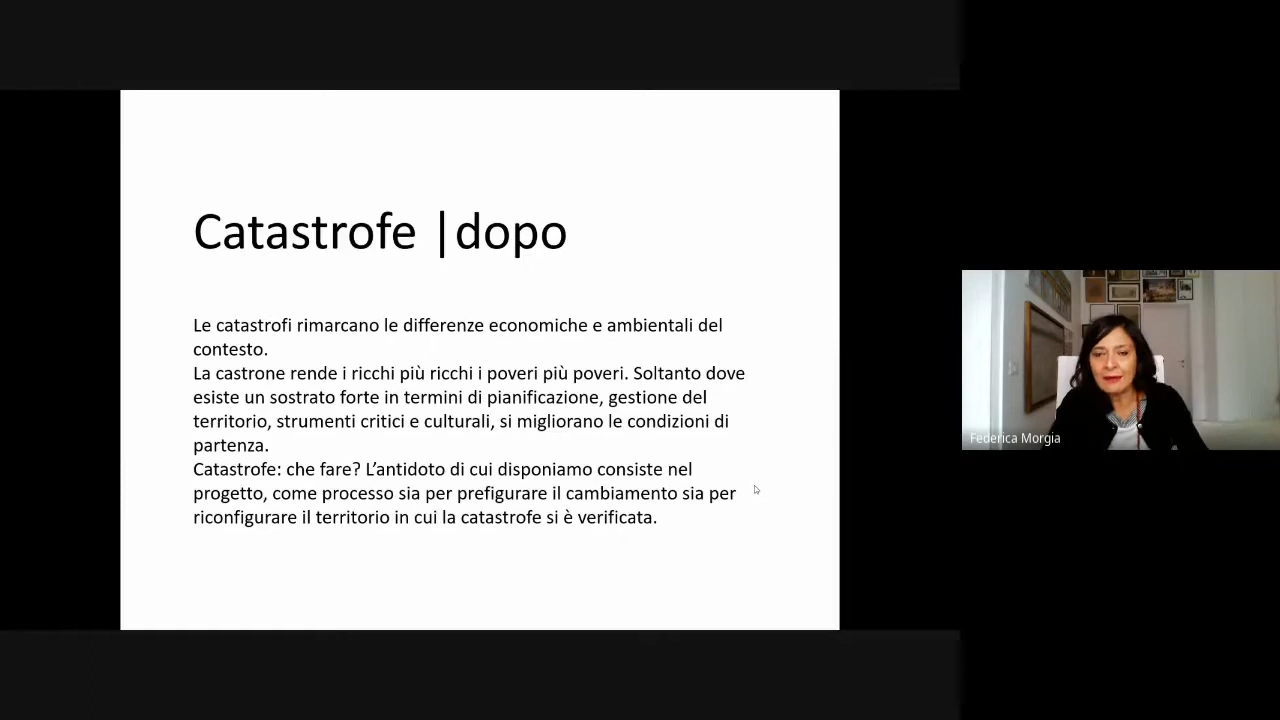 Catastrofe |dopo
Le catastrofi rimarcano le differenze economiche e ambientali del
contesto.
La castrone rende i ricchi più ricchi i poveri più poveri. Soltanto dove
esiste un sostrato forte in termini di pianificazione, gestione del
territorio, strumenti critici e culturali, si migliorano le condizioni di
partenza.
Catastrofe: che fare? L’antidoto di cui disponiamo consiste nel
progetto, come processo sia per prefigurare il cambiamento sia per
riconfigurare il territorio in cui la catastrofe si è verificata.
Federica Morgia